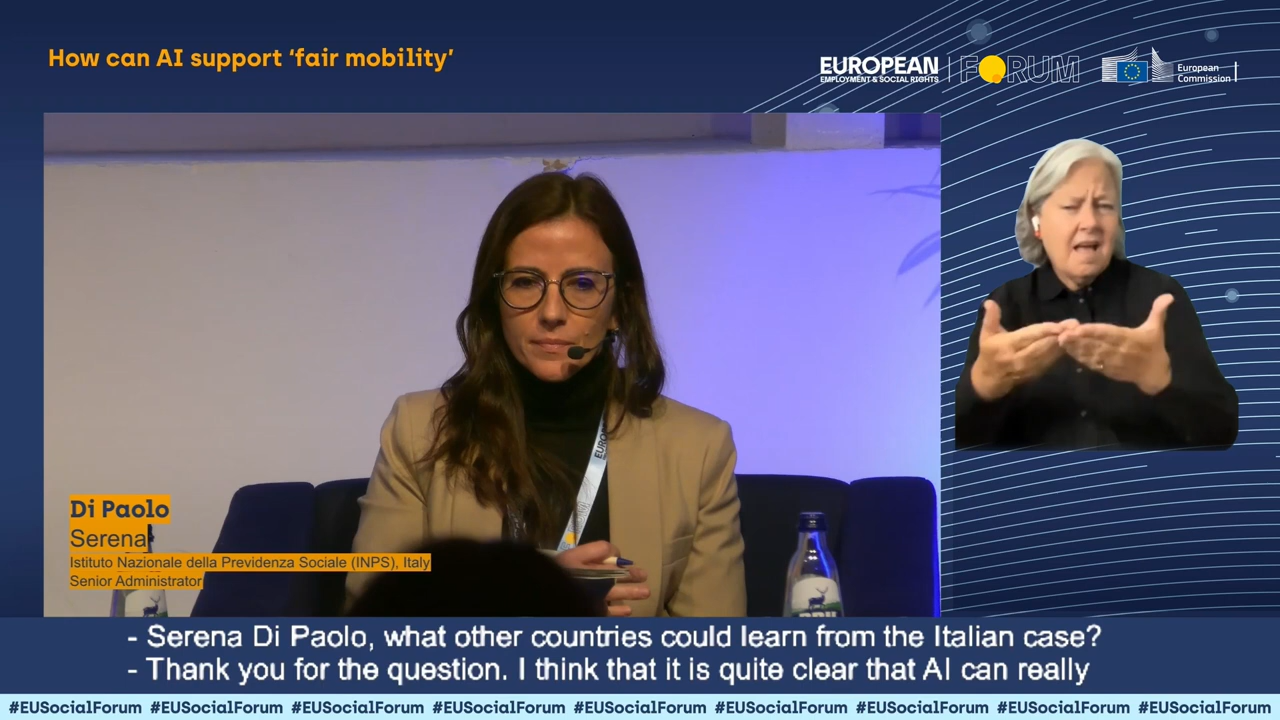 How can AI support ‘fair mobility’
EUROPEAN
EMPLOYMENT & SOCIAL RIGHTS
FORUM
European
Commission
EURO
Di Paolo
Serena
Istituto Nazionale della Previdenza Sociale (INPS), Italy
Senior Administrator
- Serena Di Paolo, what other countries could learn from the Italian case?
- Thank you for the question. I think that it is quite clear that AI can really
#EUSocialForum #EUSocialForum #EUSocialForum #EUSocialForum #EUSocialForum #EUSocialForum #EUSocialForum #EUSocialForum #EUSocialForum